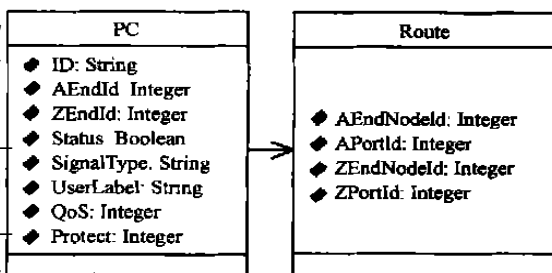 PC
ID: String
AEndId Integer
ZEndId: Integer
Status Boolean
SignalType. String
UserLabel: String
QoS: Integer
Protect: Integer
Route
AEndNodeId: Integer
APortId: Integer
ZEndNodeId: Integer
ZPortId: Integer